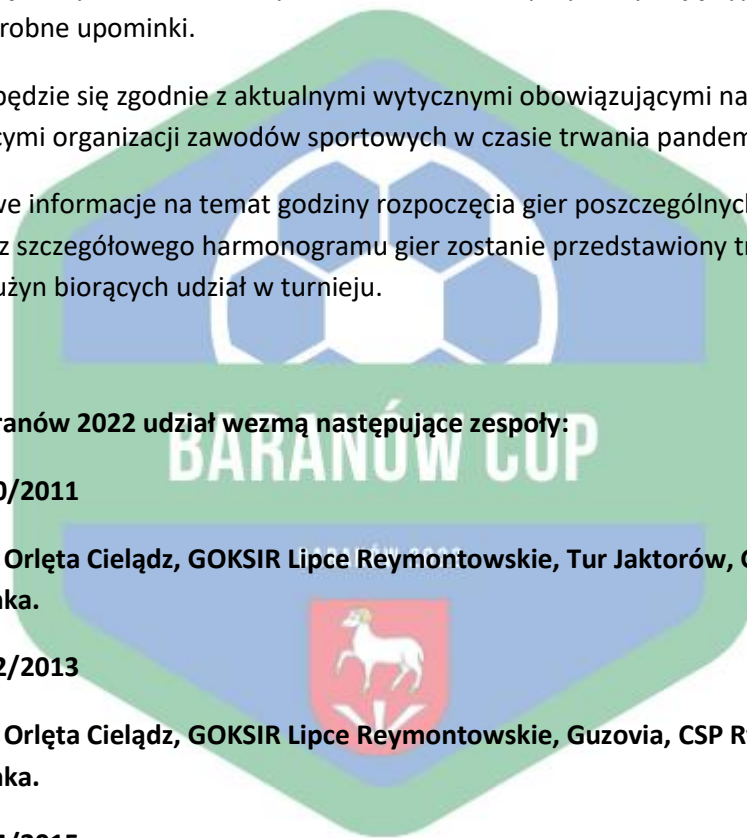 robne upominki.
będzie się zgodnie z aktualnymi wytycznymi obowiązującymi na
cymi organizacji zawodów sportowych w czasie trwania pandem
we informacje na temat godziny rozpoczęcia gier poszczególnych
z szczegółowego harmonogramu gier zostanie przedstawiony tr
użyn biorących udział w turnieju.
ranów 2022 udział wezmą następujące zespoły:
BARANÓW CUP
0/2011
Orlęta Cielądz, GOKSIR Lipce Reymontowskie, Tur Jaktorów, 
nka.
2/2013
Orlęta Cielądz, GOKSIR Lipce Reymontowskie, Guzovia, CSP R
nka.